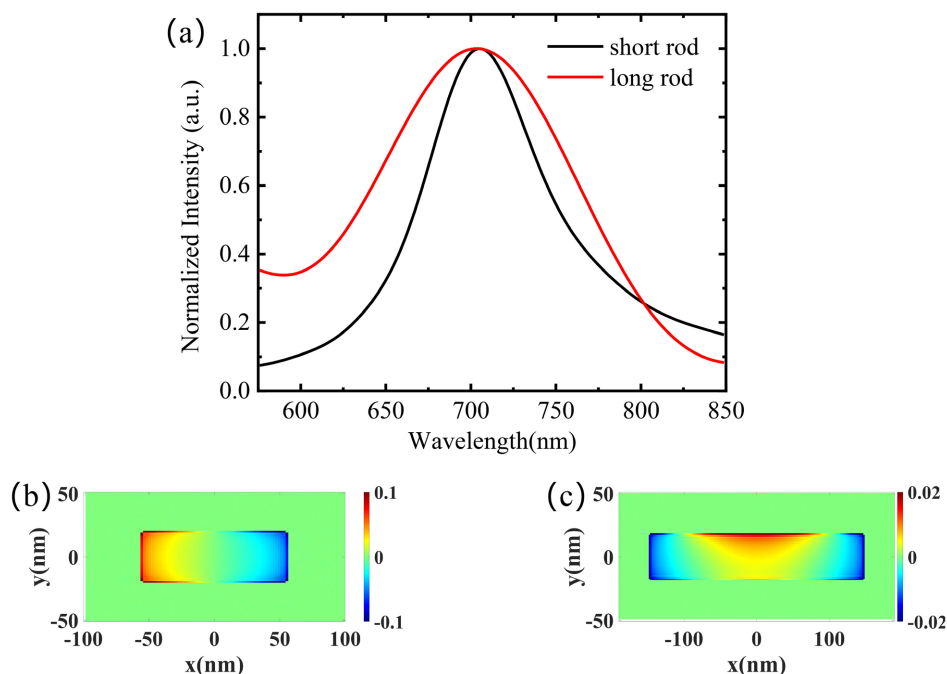 (a)
short rod
long rod
Normalized Intensity (a.u.)
1.0
0.8
0.6
0.4
0.2
0.0
600 650 700 750 800 850
Wavelength(nm)
(b)
y(nm)
50
0
-50
-100 -50 0 50 100
x(nm)
0.1
0
-0.1
(c)
y(nm)
50
0
-50
-100 0 100
x(nm)
0.02
0
-0.02